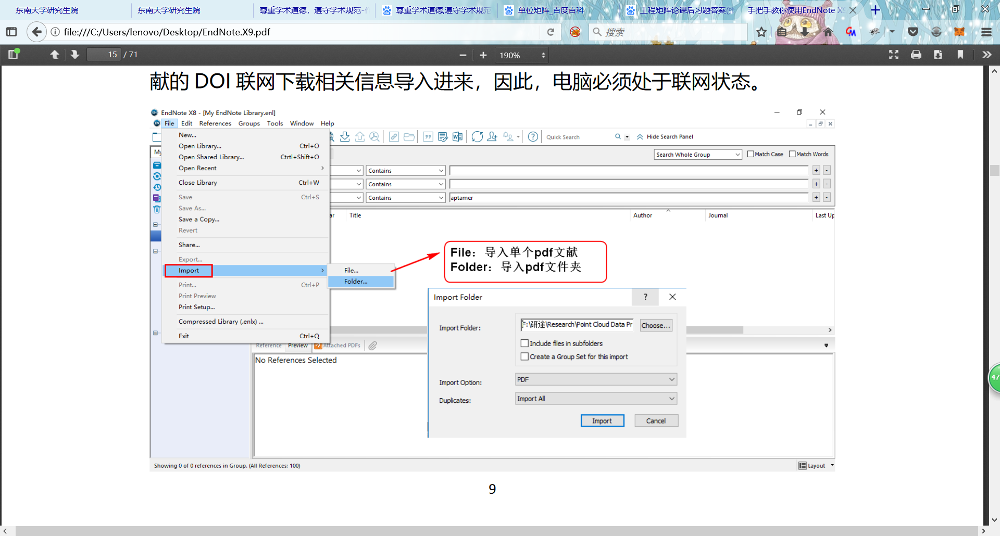 东南大学研究生院
东南大学研究生院
尊重学术道德，遵守学术规范-
尊重学术道德,遵守学术规范
单位矩阵_百度百科
工程矩阵论课后习题答案(
手把手教你使用EndNote X
file:///C:/Users/lenovo/Desktop/EndNote.X9.pdf
搜索
15 / 71
190%
献的 DOI 联网下载相关信息导入进来，因此，电脑必须处于联网状态。
EndNote X8 - [My EndNote Library.enl]
File Edit References Groups Tools Window Help
New...
Open Library... Ctrl+O
Open Shared Library... Ctrtl+Shift+O
Open Recent
Close Library Ctrl+W
Save Ctrl+S
Save As...
Save a Copy...
Revert
Share...
Export...
Import
Print... Ctrl+P
Print Preview
Print Setup...
Compressed Library (.enlx) ...
Exit Ctrl+Q
File...
Folder...
Quick Search
Hide Search Panel
My
Search Whole Group
Match Case
Match Words
Contains
+ -
Contains
+ -
Contains
aptamer
+ -
ar Title Author Journal Last Up
File：导入单个pdf文献
Folder：导入pdf文件夹
Import Folder ?
Import Folder:
:\研途\Research\Point Cloud Data Pr
Choose...
Include files in subfolders
Create a Group Set for this import
Import Option: PDF
Duplicates: Import All
Import Cancel
Reference Preview Attached PDFs
No References Selected
Showing 0 of 0 references in Group. (All References: 100)
Layout
47
9